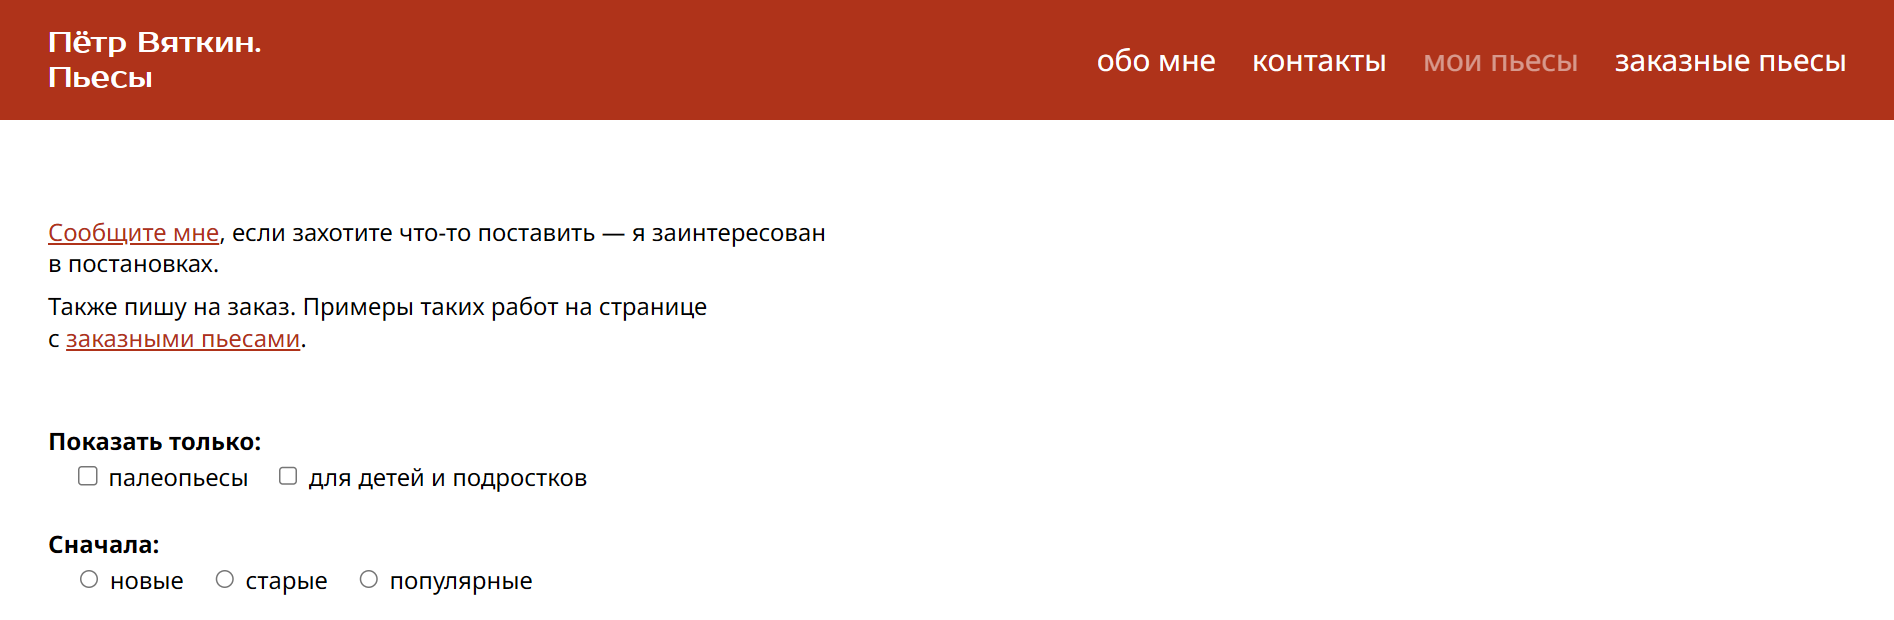 Пётр Вяткин.
Пьесы
обо мне контакты мои пьесы заказные пьесы
Сообщите мне, если захотите что-то поставить — я заинтересован
в постановках.
Также пишу на заказ. Примеры таких работ на странице
с заказными пьесами.
Показать только:
палеопьесы для детей и подростков
Сначала:
новые старые популярные